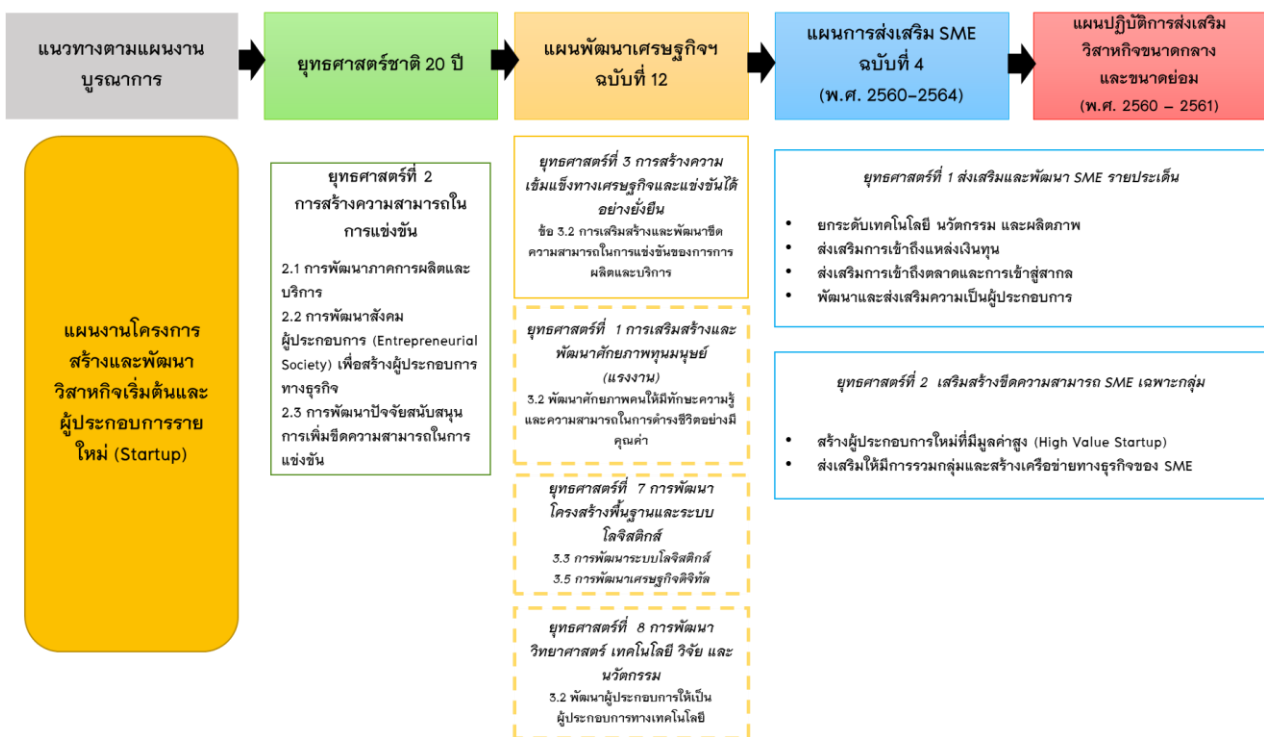 แนวทางตามแผนงาน
บูรณาการ
ยุทธศาสตร์ชาติ 20 ปี
แผนพัฒนาเศรษฐกิจฯ
ฉบับที่ 12
แผนการส่งเสริม SME
ฉบับที่ 4
(พ.ศ. 2560-2564)
แผนปฏิบัติการส่งเสริม
วิสาหกิจขนาดกลาง
และขนาดย่อม
(พ.ศ. 2560 – 2561)
แผนงานโครงการ
สร้างและพัฒนา
วิสาหกิจเริ่มต้นและ
ผู้ประกอบการราย
ใหม่ (Startup)
ยุทธศาสตร์ที่ 2
การสร้างความสามารถใน
การแข่งขัน
2.1 การพัฒนาภาคการผลิตและ
บริการ
2.2 การพัฒนาสังคม
ผู้ประกอบการ (Entrepreneurial
Society) เพื่อสร้างผู้ประกอบการ
ทางธุรกิจ
2.3 การพัฒนาปัจจัยสนับสนุน
การเพิ่มขีดความสามารถในการ
แข่งขัน
ยุทธศาสตร์ที่ 3 การสร้างความ
เข้มแข็งทางเศรษฐกิจและแข่งขันได้
อย่างยั่งยืน
ข้อ 3.2 การเสริมสร้างและพัฒนาขีด
ความสามารถในการแข่งขันของการการ
ผลิตและบริการ
ยุทธศาสตร์ที่ 1 การเสริมสร้างและ
พัฒนาศักยภาพทุนมนุษย์
(แรงงาน)
3.2 พัฒนาศักยภาพคนให้มีทักษะความรู้
และความสามารถในการดำรงชีวิตอย่างมี
คุณค่า
ยุทธศาสตร์ที่ 7 การพัฒนา
โครงสร้างพื้นฐานและระบบ
โลจิสติกส์
3.3 การพัฒนาระบบโลจิสติกส์
3.5 การพัฒนาเศรษฐกิจดิจิทัล
ยุทธศาสตร์ที่ 8 การพัฒนา
วิทยาศาสตร์ เทคโนโลยี วิจัย และ
นวัตกรรม
3.2 พัฒนาผู้ประกอบการให้เป็น
ผู้ประกอบการทางเทคโนโลยี
ยุทธศาสตร์ที่ 1 ส่งเสริมและพัฒนา SME รายประเด็น
• ยกระดับเทคโนโลยี นวัตกรรม และผลิตภาพ
• ส่งเสริมการเข้าถึงแหล่งเงินทุน
• ส่งเสริมการเข้าถึงตลาดและการเข้าสู่สากล
• พัฒนาและส่งเสริมความเป็นผู้ประกอบการ
ยุทธศาสตร์ที่ 2 เสริมสร้างขีดความสามารถ SME เฉพาะกลุ่ม
• สร้างผู้ประกอบการใหม่ที่มีมูลค่าสูง (High Value Startup)
• ส่งเสริมให้มีการรวมกลุ่มและสร้างเครือข่ายทางธุรกิจของ SME